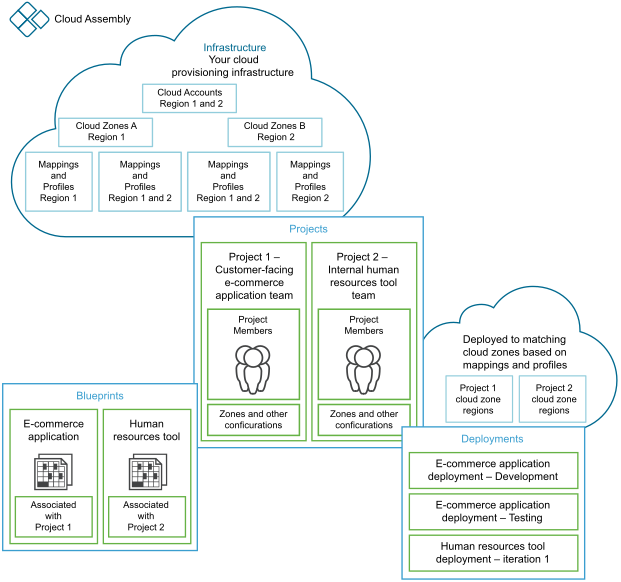 Cloud Assembly
Infrastructure
Your cloud
provisioning infrastructure
Cloud Accounts
Region 1 and 2
Cloud Zones A
Region 1
Cloud Zones B
Region 2
Mappings
and
Profiles
Region 1
Mappings
and
Profiles
Region 1 and 2
Mappings
and
Profiles
Region 1 and 2
Mappings
and
Profiles
Region 2
Projects
Project 1 –
Customer-facing
e-commerce
application team
Project
Members
Zones and other
conficurations
Project 2 –
Internal human
resources tool
team
Project
Members
Zones and other
conficurations
Deployed to matching
cloud zones based on
mappings and profiles
Project 1
cloud zone
regions
Project 2
cloud zone
regions
Blueprints
E-commerce
application
Associated
with
Project 1
Human
resources tool
Associated
with
Project 2
Deployments
E-commerce application
deployment – Development
E-commerce application
deployment – Testing
Human resources tool
deployment – iteration 1